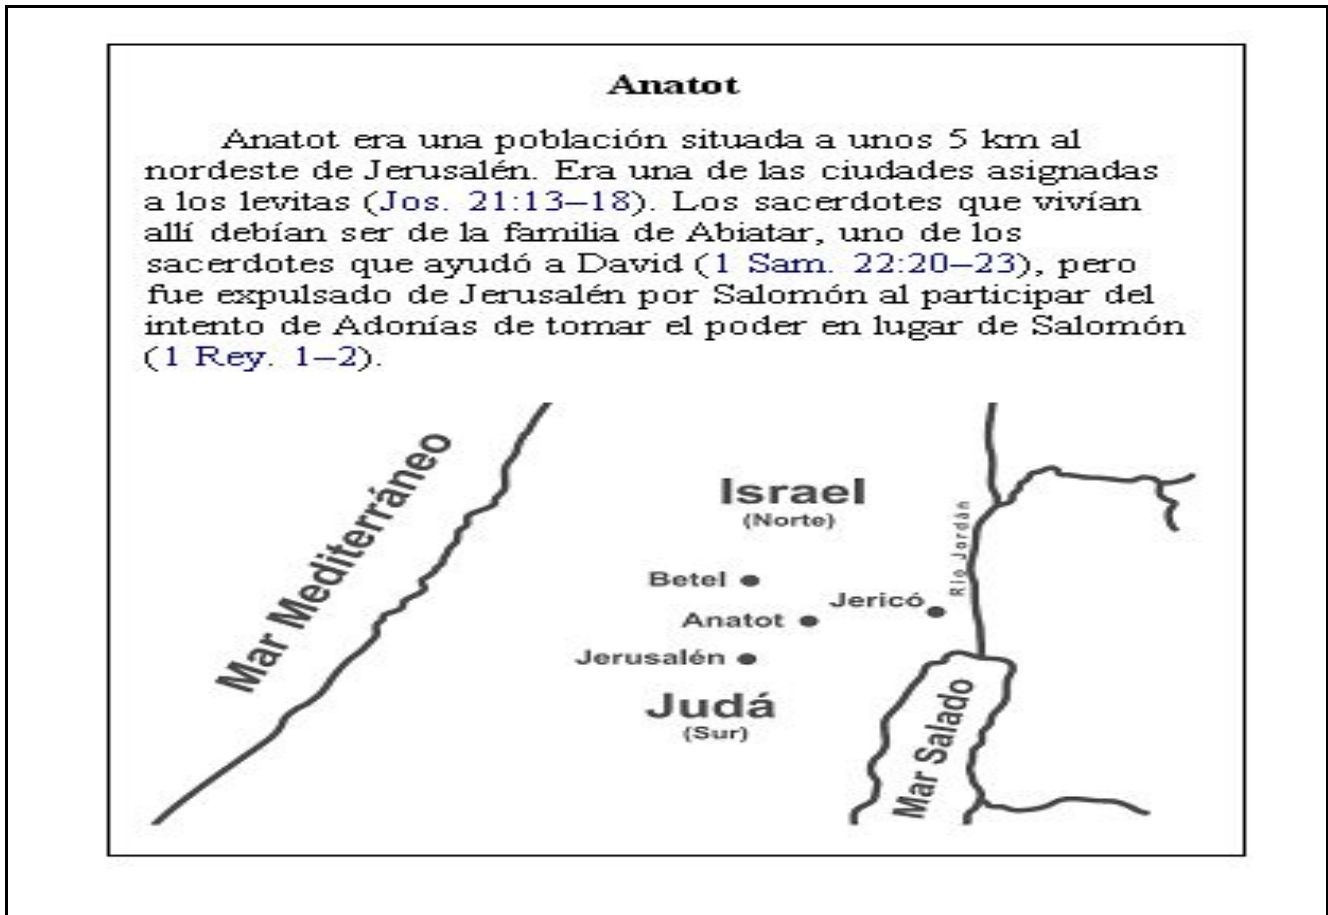 Anatot
Anatot era una población situada a unos 5 km al
nordeste de Jerusalén. Era una de las ciudades asignadas
a los levitas (Jos. 21:13–18). Los sacerdotes que vivían
allí debían ser de la familia de Abiatar, uno de los
sacerdotes que ayudó a David (1 Sam. 22:20–23), pero
fue expulsado de Jerusalén por Salomón al participar del
intento de Adonías de tomar el poder en lugar de Salomón
(1 Rey. 1–2).
Mar Mediterráneo
Israel
(Norte)
Río Jordán
Betel
Jericó
Anatot
Jerusalén
Judá
(Sur)
Mar Salado